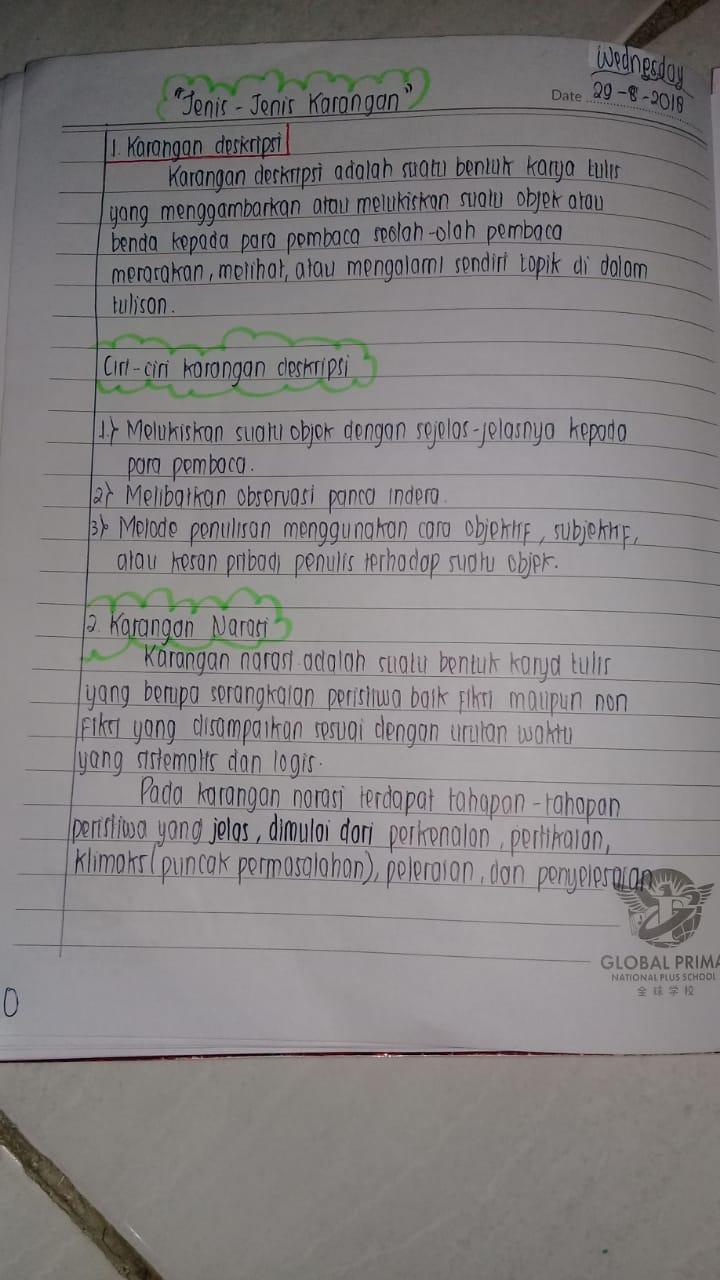 Wednesday
"Jenis - Jenis Karangan"
Date 29-8-2018
1. Karangan deskripsi
Karangan deskripsi adalah suatu bentuk karya tulis
yang menggambarkan atau melukiskan suatu objek atau
benda kepada para pembaca seolah-olah pembaca
merasakan, melihat, atau mengalami sendiri topik di dalam
tulisan.
Ciri-ciri karangan deskripsi
1.) Melukiskan suatu objek dengan sejelas-jelasnya kepada
para pembaca.
2) Melibatkan observasi panca indera.
3) Metode penulisan menggunakan cara objektif, subjektif,
atau kesan pribadi penulis terhadap suatu objek.
2. Karangan Narasi
Karangan narasi adalah suatu bentuk karya tulis
yang berupa serangkaian peristiwa baik fiksi maupun non
fiksi yang disampaikan sesuai dengan urutan waktu
yang sistematis dan logis.
Pada karangan narasi terdapat tahapan-tahapan
peristiwa yang jelas, dimulai dari perkenalan, pertikaian,
klimaks (puncak permasalahan), peleraian, dan penyelesaian
GLOBAL PRIMA
NATIONAL PLUS SCHOOL
全球学校
0